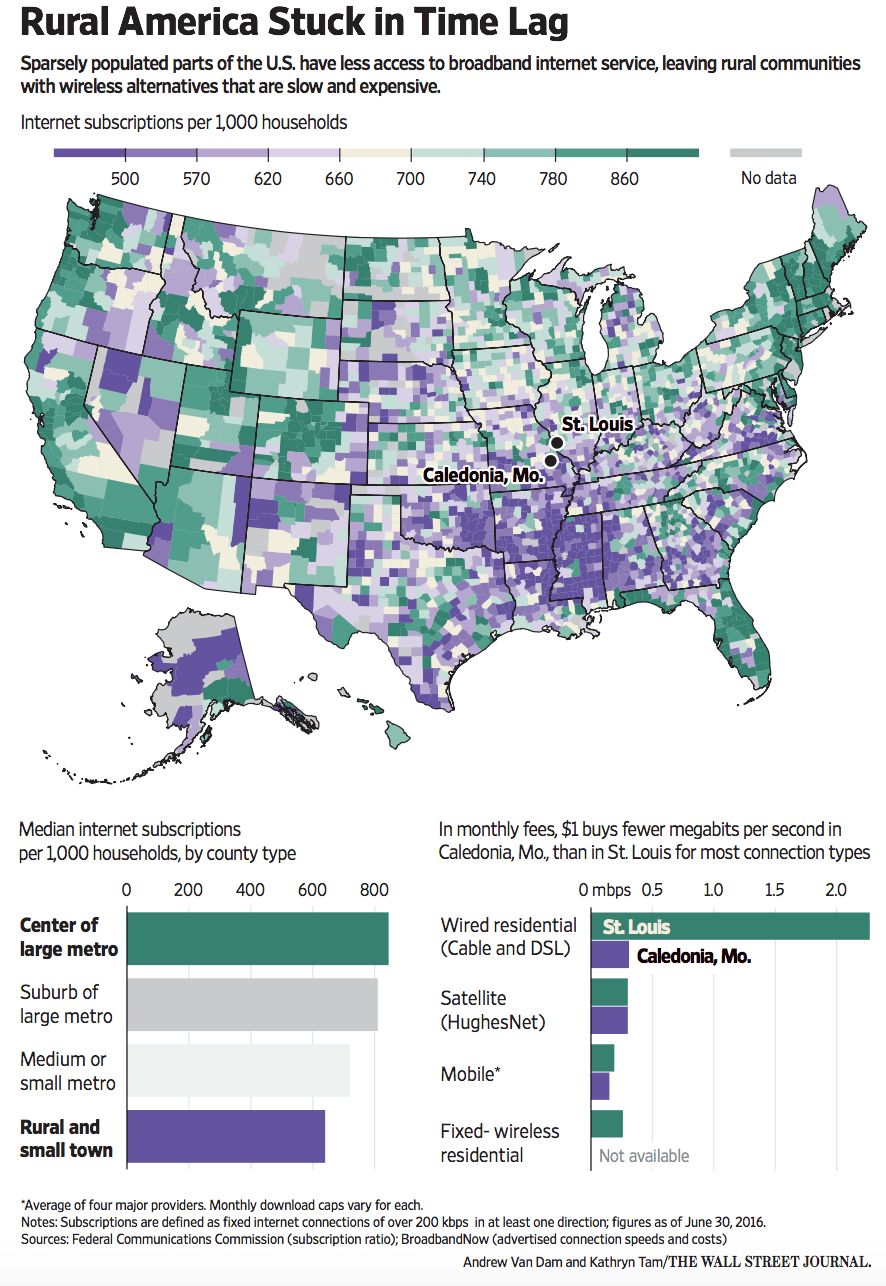 Rural America Stuck in Time Lag
Sparsely populated parts of the U.S. have less access to broadband internet service, leaving rural communities
with wireless alternatives that are slow and expensive.
Internet subscriptions per 1,000 households
500 570 620 660 700 740 780 860 No data
St. Louis
Caledonia, Mo.
Median internet subscriptions
per 1,000 households, by county type
0 200 400 600 800
Center of
large metro
Suburb of
large metro
Medium or
small metro
Rural and
small town
In monthly fees, $1 buys fewer megabits per second in
Caledonia, Mo., than in St. Louis for most connection types
0 mbps 0.5 1.0 1.5 2.0
Wired residential
(Cable and DSL)
St. Louis
Caledonia, Mo.
Satellite
(HughesNet)
Mobile*
Fixed- wireless
residential
Not available
*Average of four major providers. Monthly download caps vary for each.
Notes: Subscriptions are defined as fixed internet connections of over 200 kbps in at least one direction; figures as of June 30, 2016.
Sources: Federal Communications Commission (subscription ratio); BroadbandNow (advertised connection speeds and costs)
Andrew Van Dam and Kathryn Tam/THE WALL STREET JOURNAL.